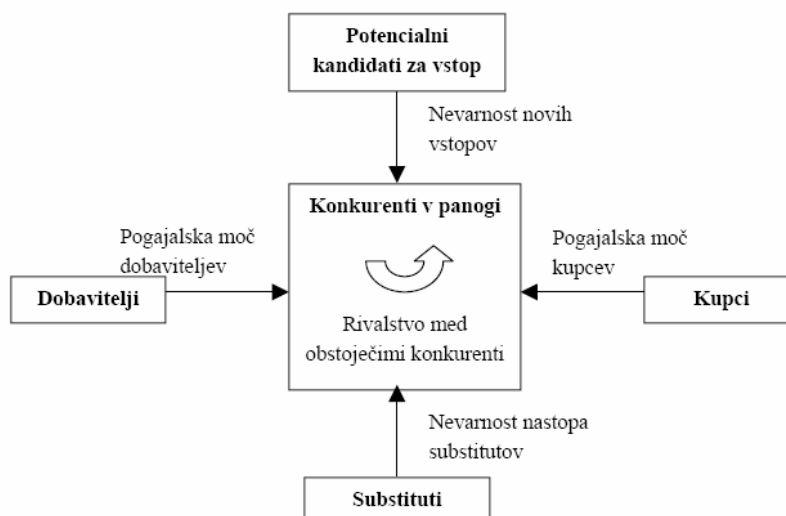 Potencialni
kandidati za vstop
Nevarnost novih
vstopov
Konkurenti v panogi
Pogajalska moč
dobaviteljev
Pogajalska moč
kupcev
Dobavitelji
Kupci
Rivalstvo med
obstoječimi konkurenti
Nevarnost nastopa
substitutov
Substituti